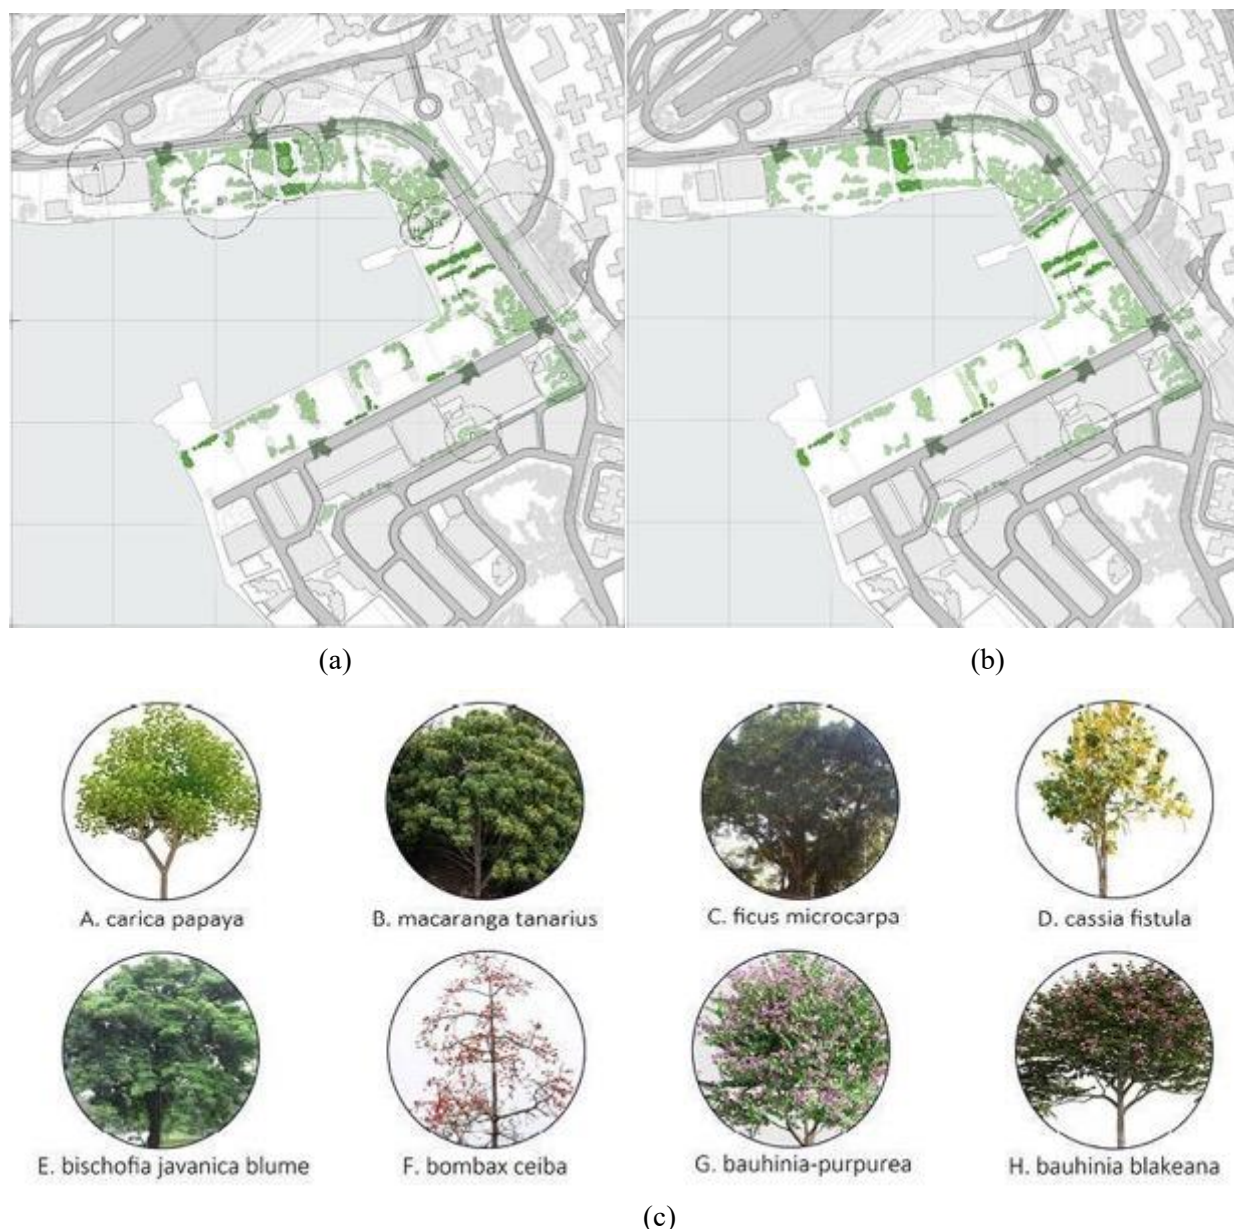 A
B
(a)
(b)
A. carica papaya
B. macaranga tanarius
C. ficus microcarpa
D. cassia fistula
E. bischofia javanica blume
F. bombax ceiba
G. bauhinia-purpurea
H. bauhinia blakeana
(c)